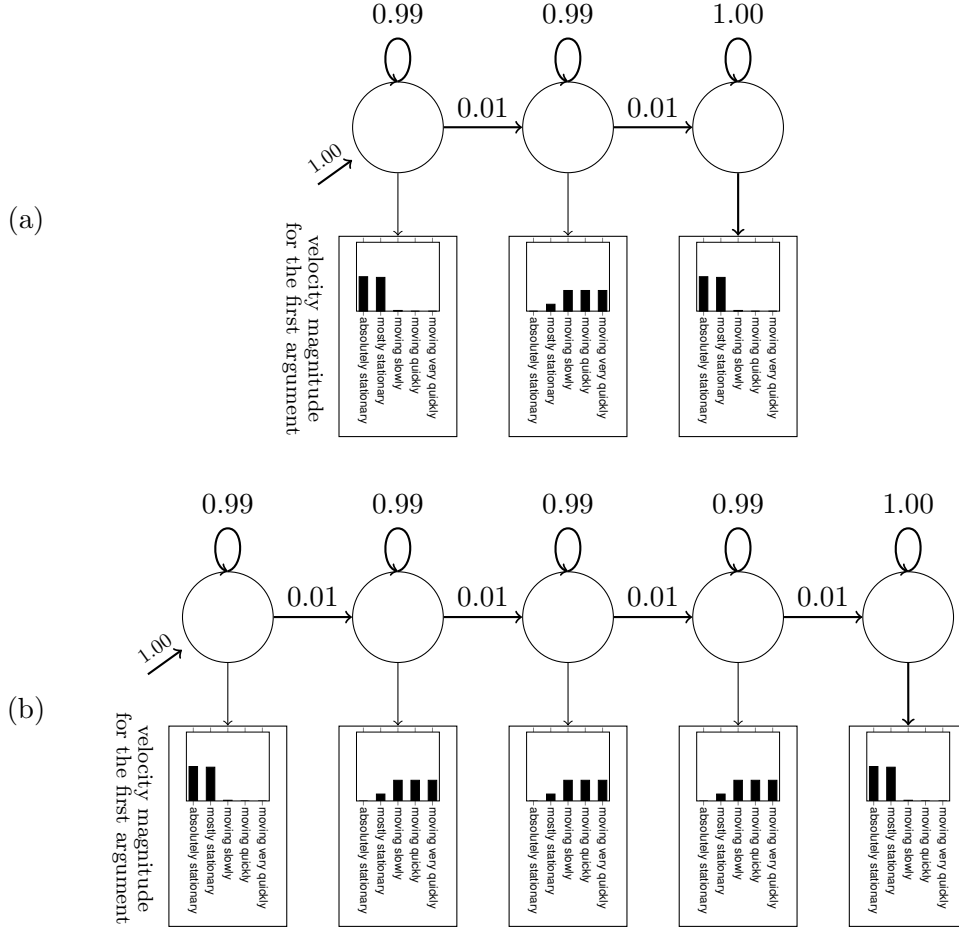 0.99 0.99 1.00
0.01 0.01
1.00
(a)
velocity magnitude
for the first argument
absolutely stationary
mostly stationary
moving slowly
moving quickly
moving very quickly
absolutely stationary
mostly stationary
moving slowly
moving quickly
moving very quickly
absolutely stationary
mostly stationary
moving slowly
moving quickly
moving very quickly
0.99 0.99 0.99 0.99 1.00
0.01 0.01 0.01 0.01
1.00
(b)
velocity magnitude
for the first argument
absolutely stationary
mostly stationary
moving slowly
moving quickly
moving very quickly
absolutely stationary
mostly stationary
moving slowly
moving quickly
moving very quickly
absolutely stationary
mostly stationary
moving slowly
moving quickly
moving very quickly
absolutely stationary
mostly stationary
moving slowly
moving quickly
moving very quickly
absolutely stationary
mostly stationary
moving slowly
moving quickly
moving very quickly